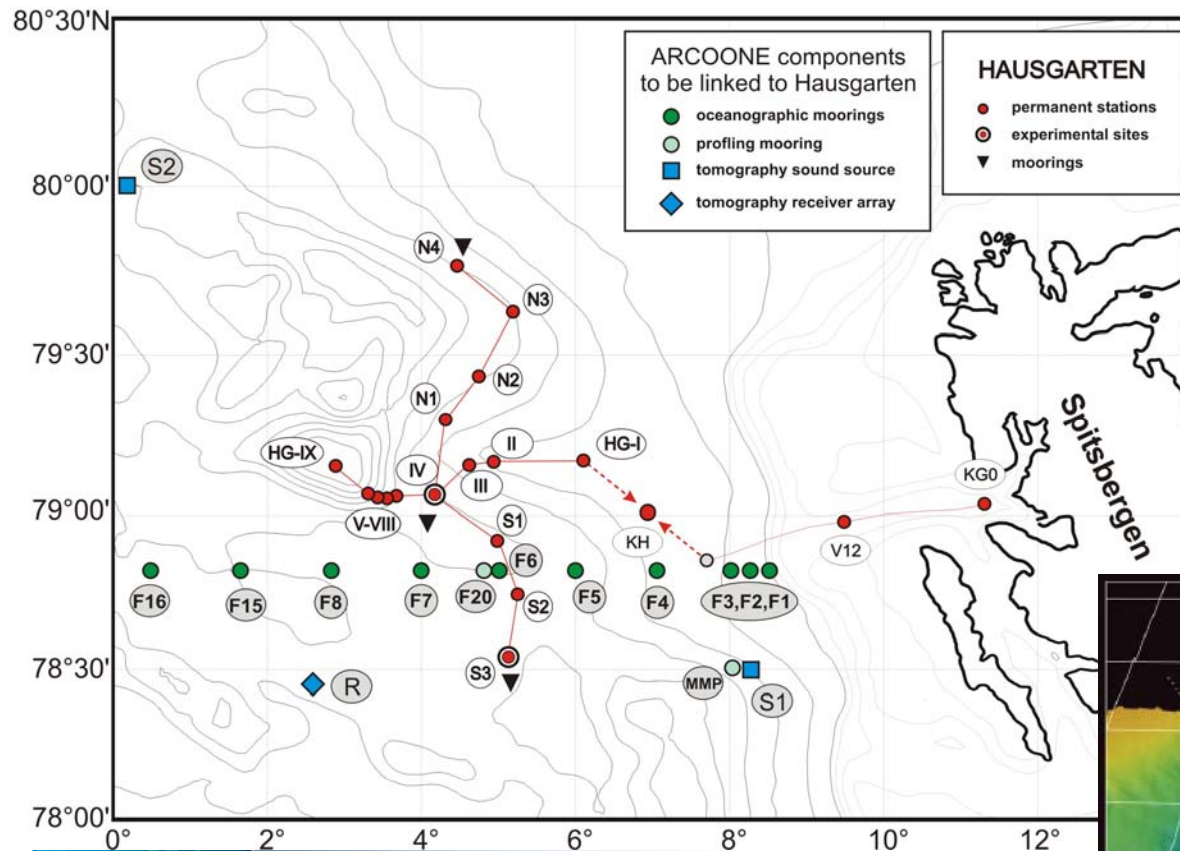 80°30'N
80°00'
79°30'
79°00'
78°30'
78°00'
0
2
4
6
8°
10°
12°
ARCOONE components
to be linked to Hausgarten
oceanographic moorings
profling mooring
tomography sound source
tomography receiver array
HAUSGARTEN
permanent stations
experimental sites
moorings
S2
N4
N3
N2
N1
HG-IX
IV
II
HG-I
III
V-VIII
S1
KH
V12
KG0
Spitsbergen
F6
F16
F15
F8
F7
F20
S2
F5
F4
F3,F2,F1
S3
R
MMP
S1